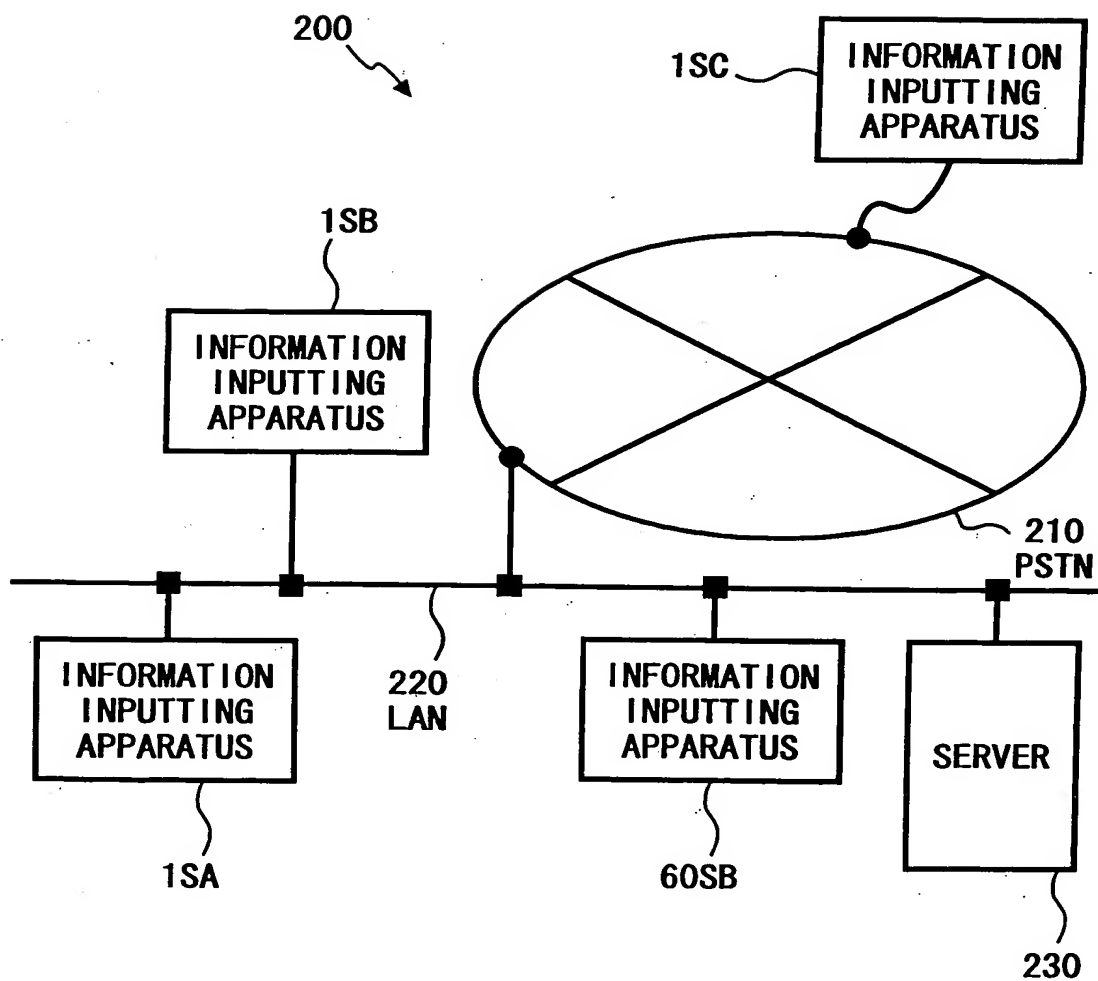 200
1SC
INFORMATION
INPUTTING
APPARATUS
1SB
INFORMATION
INPUTTING
APPARATUS
210
PSTN
INFORMATION
INPUTTING
APPARATUS
220
LAN
INFORMATION
INPUTTING
APPARATUS
SERVER
1SA
60SB
230